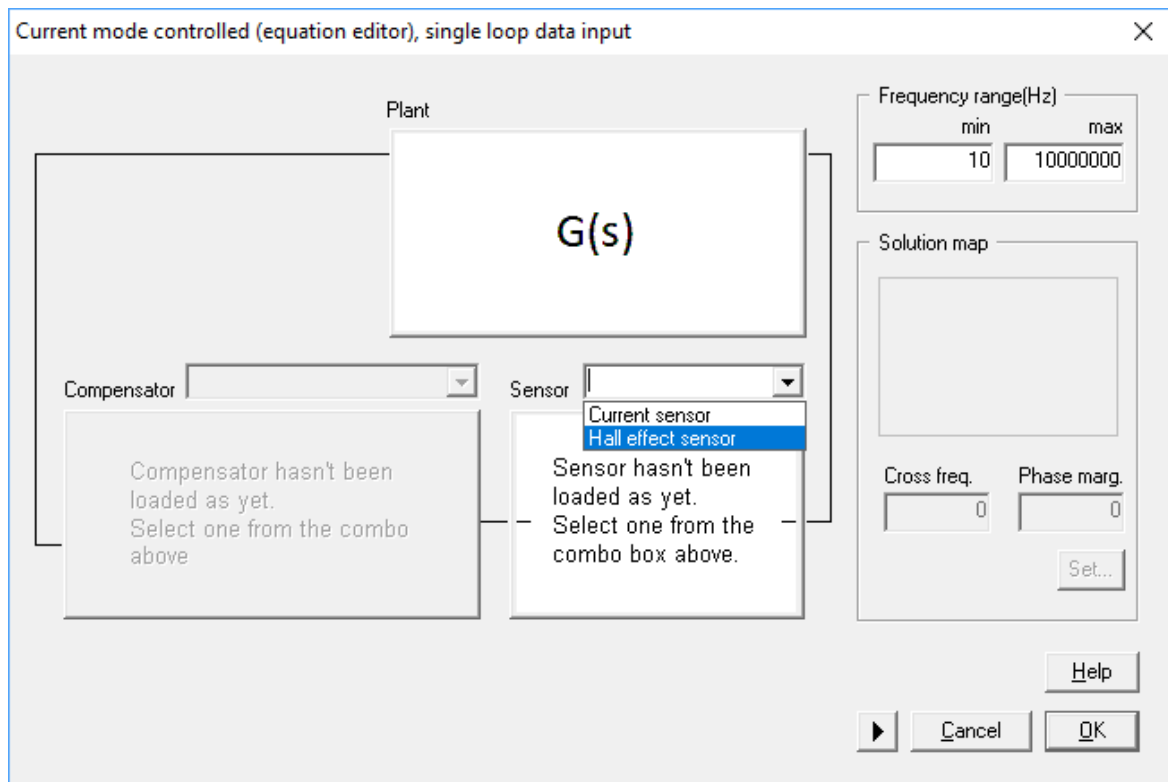 Current mode controlled (equation editor), single loop data input
Plant
G(s)
Frequency range(Hz)
min max
10 10000000
Solution map
Compensator
Sensor
Current sensor
Hall effect sensor
Compensator hasn't been
loaded as yet.
Select one from the combo
above
Sensor hasn't been
loaded as yet.
Select one from the
combo box above.
Cross freq. Phase marg.
0 0
Set...
Help
Cancel OK